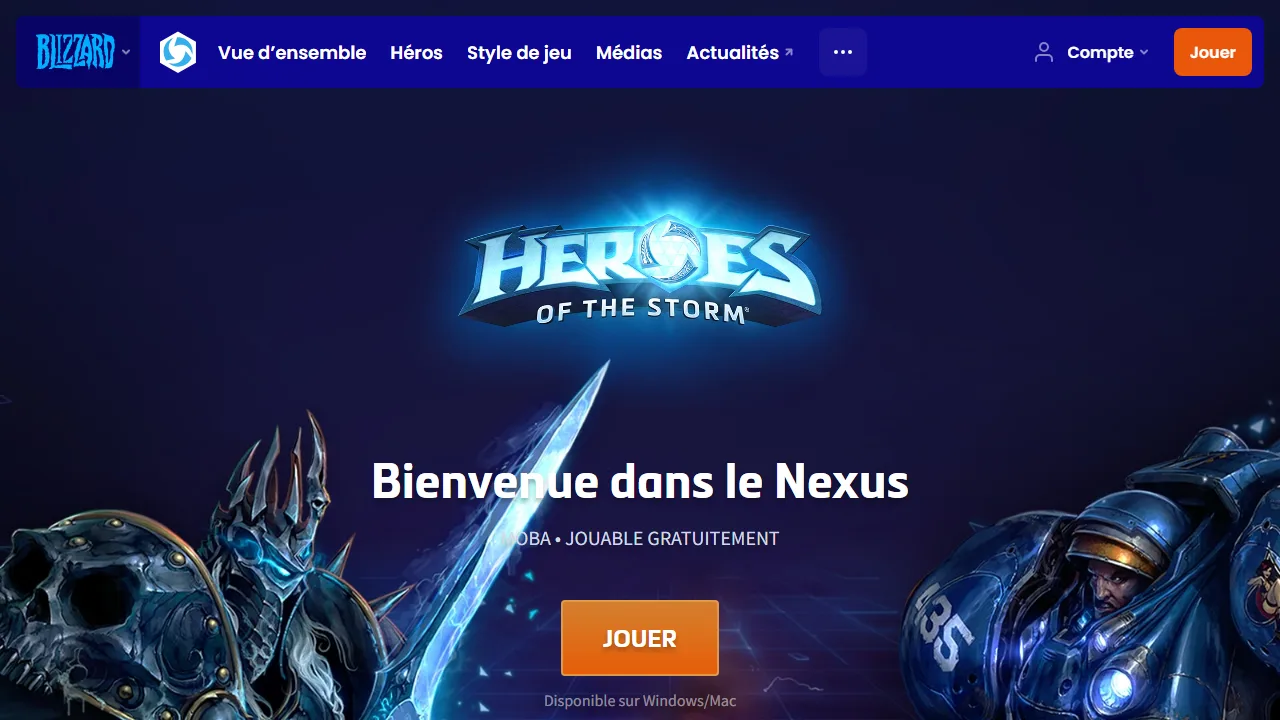 BLIZZARD
Vue d’ensemble
Héros
Style de jeu
Médias
Actualités
Compte
Jouer
HEROES
OF THE STORM
Bienvenue dans le Nexus
MOBA • JOUABLE GRATUITEMENT
JOUER
Disponible sur Windows/Mac
435